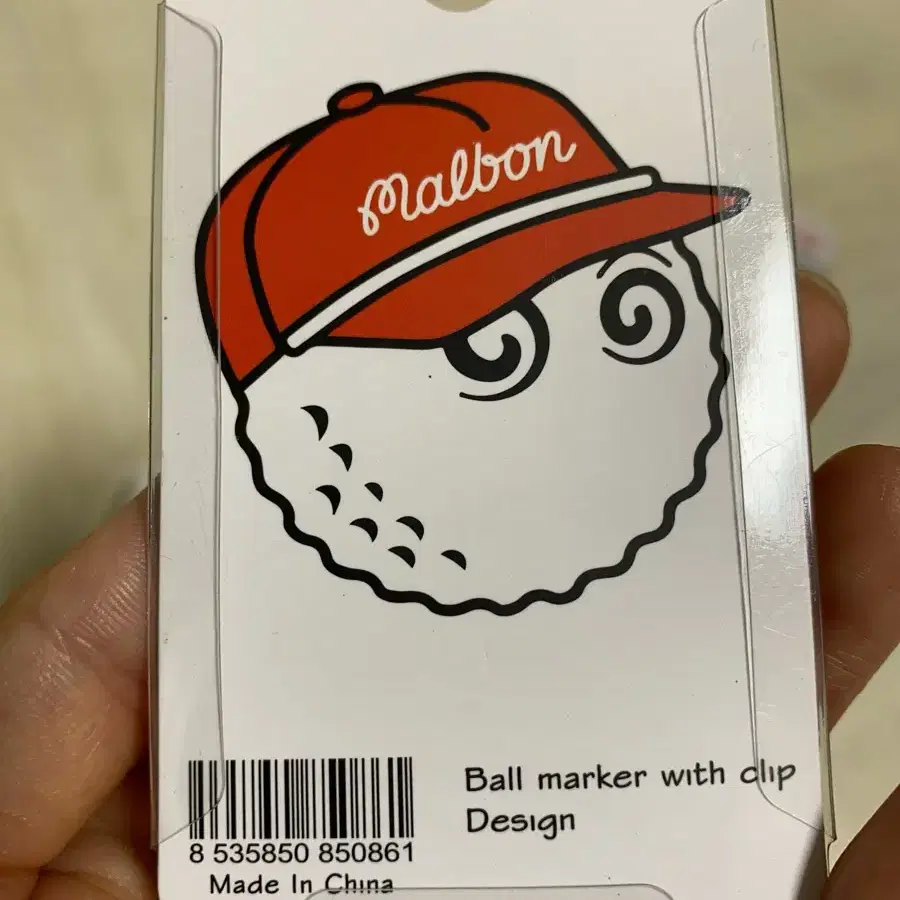 Malbon
Ball marker with clip
Design
8 535850 850861
Made In China